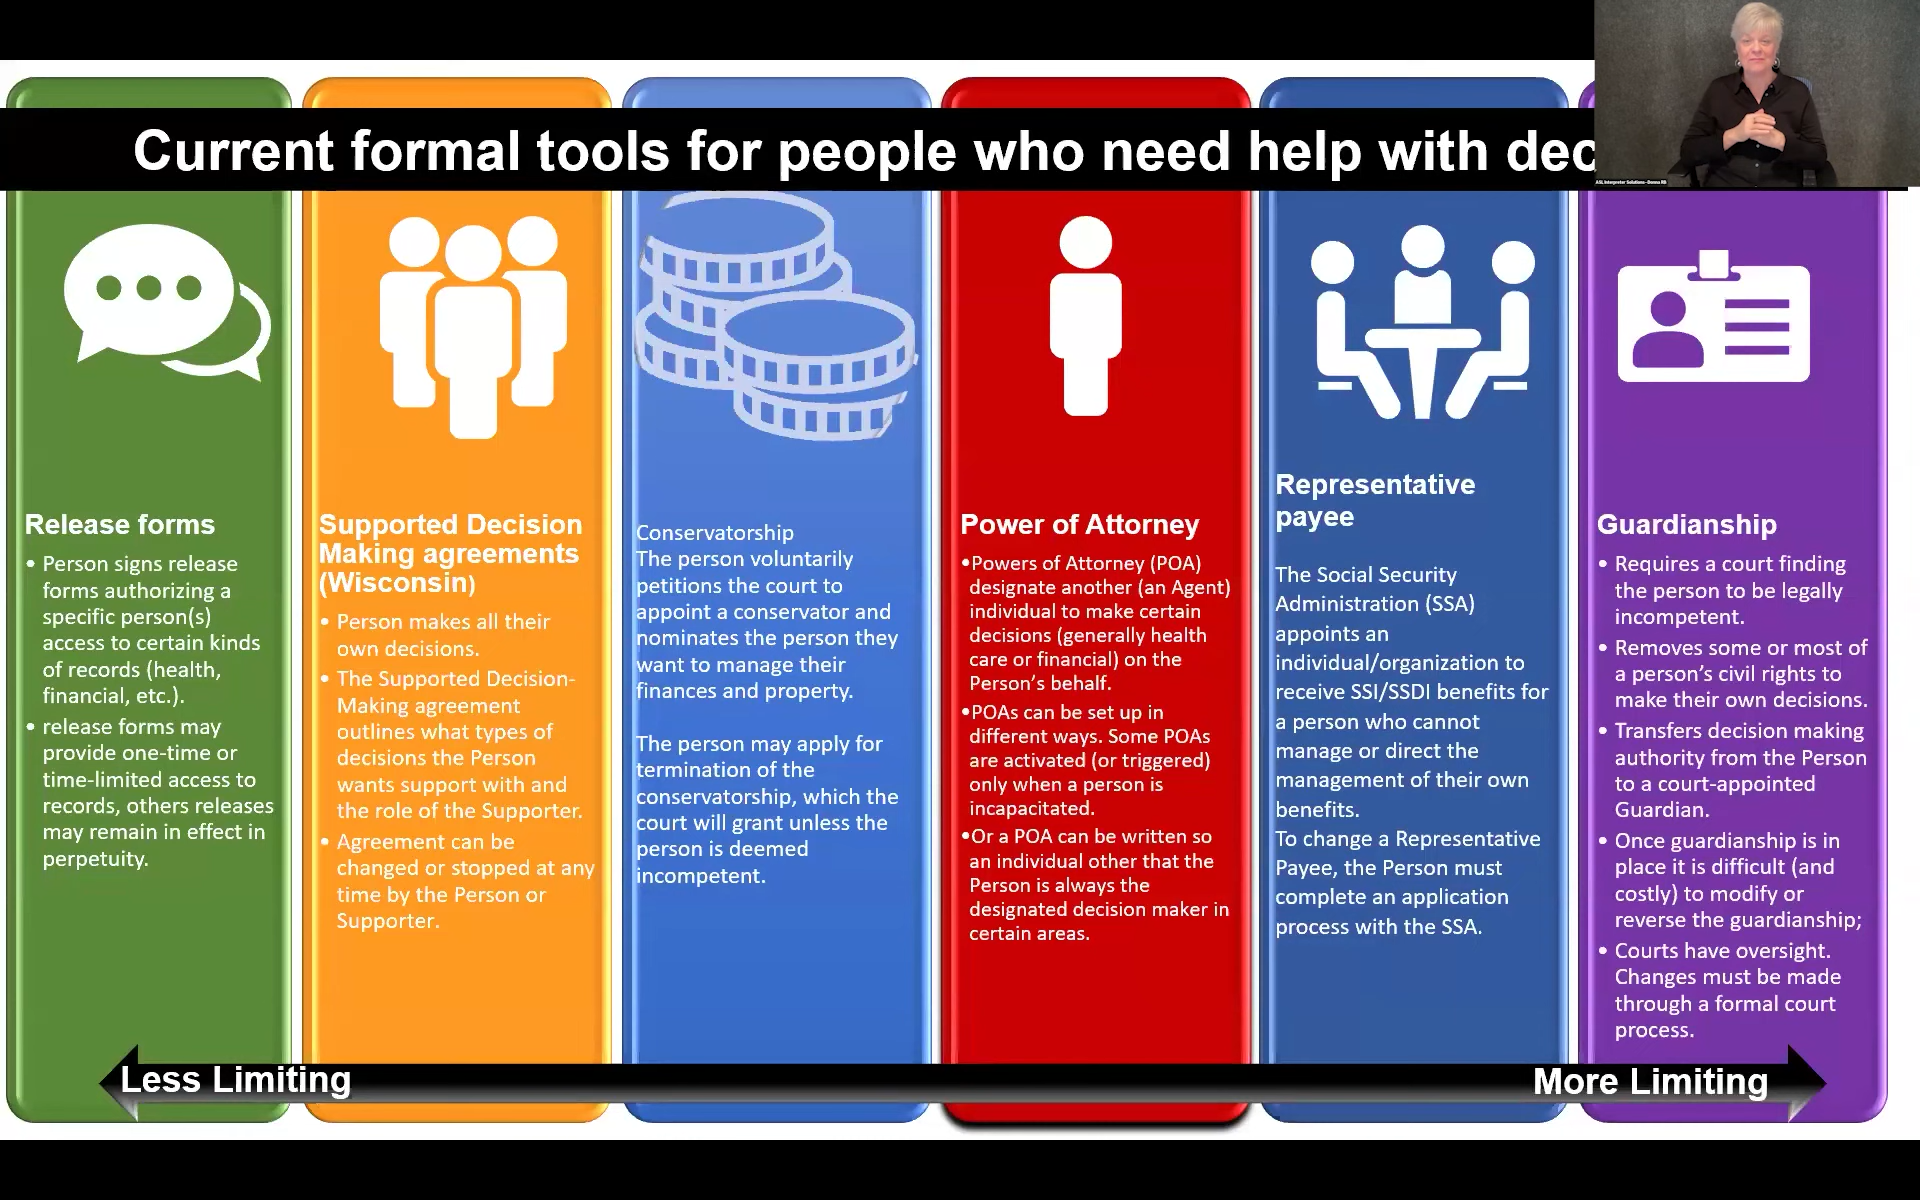 Current formal tools for people who need help with dec
ASL Interpreter Solutions - Donna RS
Release forms
• Person signs release
forms authorizing a
specific person(s)
access to certain kinds
of records (health,
financial, etc.).
• release forms may
provide one-time or
time-limited access to
records, others releases
may remain in effect in
perpetuity.
Supported Decision
Making agreements
(Wisconsin)
• Person makes all their
own decisions.
• The Supported Decision-
Making agreement
outlines what types of
decisions the Person
wants support with and
the role of the Supporter.
• Agreement can be
changed or stopped at any
time by the Person or
Supporter.
Conservatorship
The person voluntarily
petitions the court to
appoint a conservator and
nominates the person they
want to manage their
finances and property.
The person may apply for
termination of the
conservatorship, which the
court will grant unless the
person is deemed
incompetent.
Power of Attorney
•Powers of Attorney (POA)
designate another (an Agent)
individual to make certain
decisions (generally health
care or financial) on the
Person's behalf.
•POAs can be set up in
different ways. Some POAs
are activated (or triggered)
only when a person is
incapacitated.
•Or a POA can be written so
an individual other that the
Person is always the
designated decision maker in
certain areas.
Representative
payee
The Social Security
Administration (SSA)
appoints an
individual/organization to
receive SSI/SSDI benefits for
a person who cannot
manage or direct the
management of their own
benefits.
To change a Representative
Payee, the Person must
complete an application
process with the SSA.
Guardianship
• Requires a court finding
the person to be legally
incompetent.
• Removes some or most of
a person's civil rights to
make their own decisions.
• Transfers decision making
authority from the Person
to a court-appointed
Guardian.
• Once guardianship is in
place it is difficult (and
costly) to modify or
reverse the guardianship;
• Courts have oversight.
Changes must be made
through a formal court
process.
Less Limiting
More Limiting